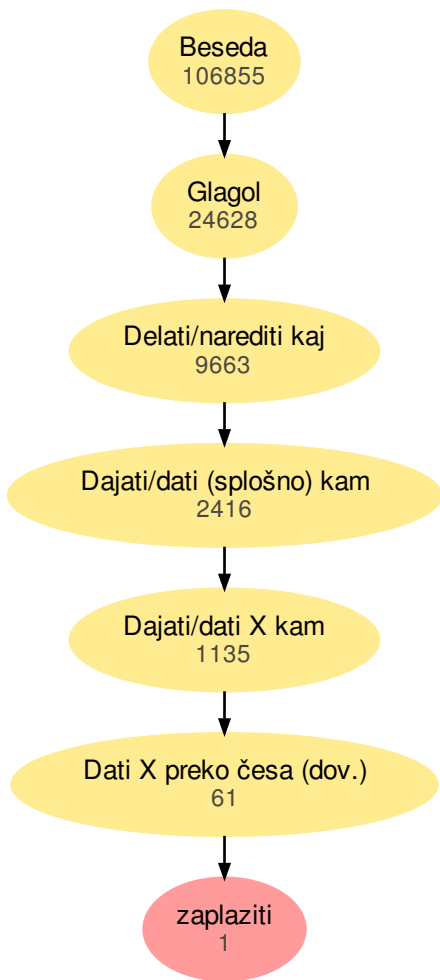 Beseda
106855
Glagol
24628
Delati/narediti kaj
9663
Dajati/dati (splošno) kam
2416
Dajati/dati X kam
1135
Dati X preko česa (dov.)
61
zaplaziti
1